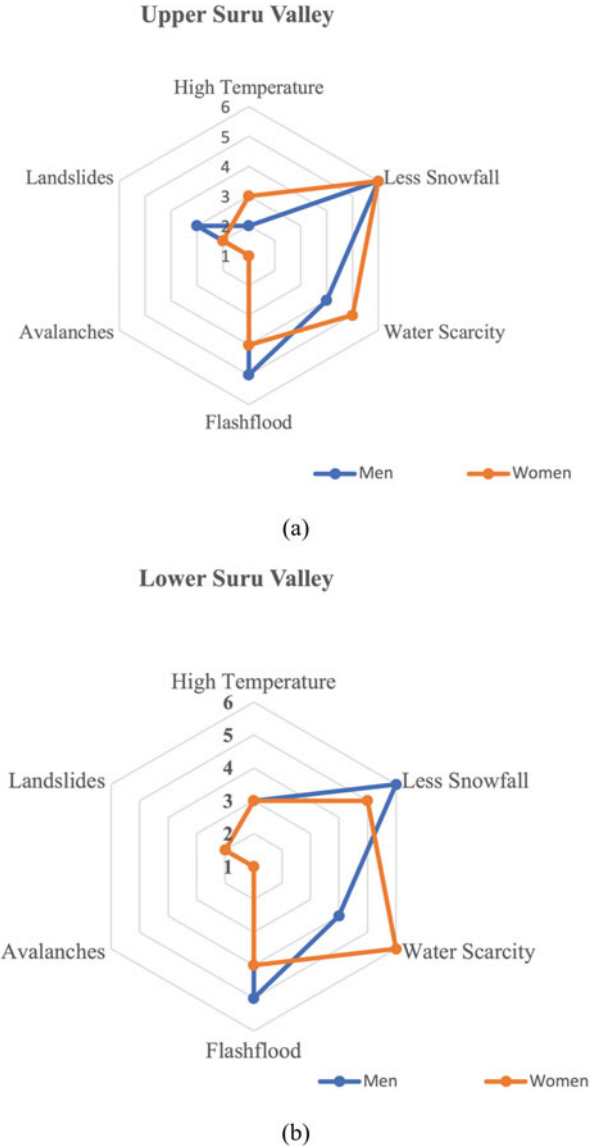 Upper Suru Valley
High Temperature
6
5
4
3
2
1
Landslides
Less Snowfall
Avalanches
Water Scarcity
Flashflood
Men Women
(a)
Lower Suru Valley
High Temperature
6
5
4
3
2
1
Landslides
Less Snowfall
Avalanches
Water Scarcity
Flashflood
Men Women
(b)